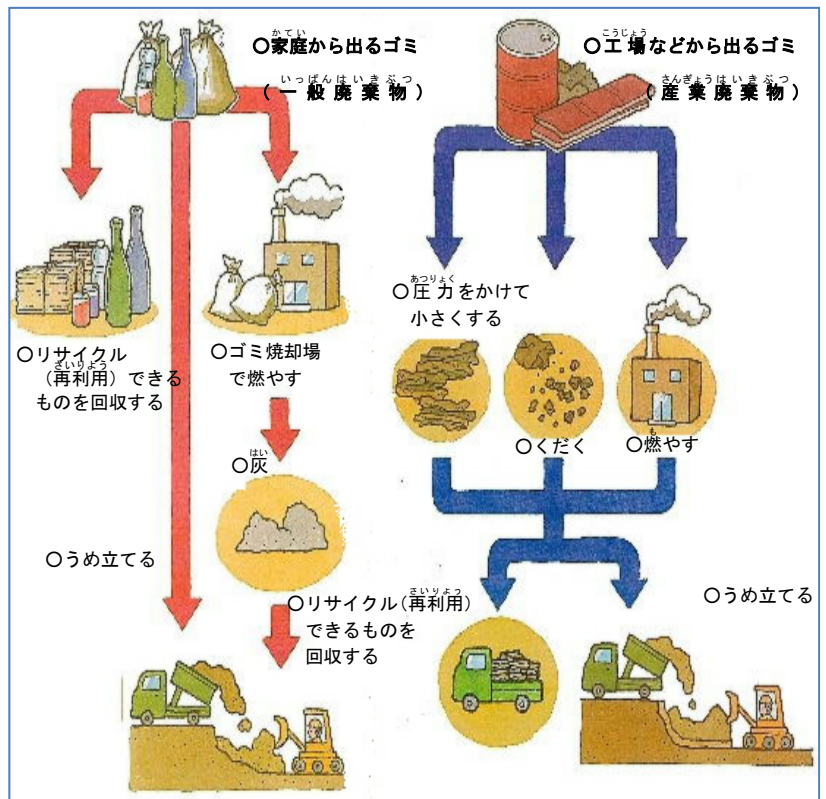 ○家庭から出るゴミ
かてい
（一般廃棄物）
いっぱんはいきぶつ
○工場などから出るゴミ
こうじょう
（産業廃棄物）
さんぎょうはいきぶつ
○リサイクル
（再利用）できる
さいりよう
ものを回収する
○ゴミ焼却場
で燃やす
○灰
はい
○うめ立てる
○圧力をかけて
あつりょく
小さくする
○くだく
○燃やす
も
○リサイクル（再利用）
さいりよう
できるものを
回収する
○うめ立てる